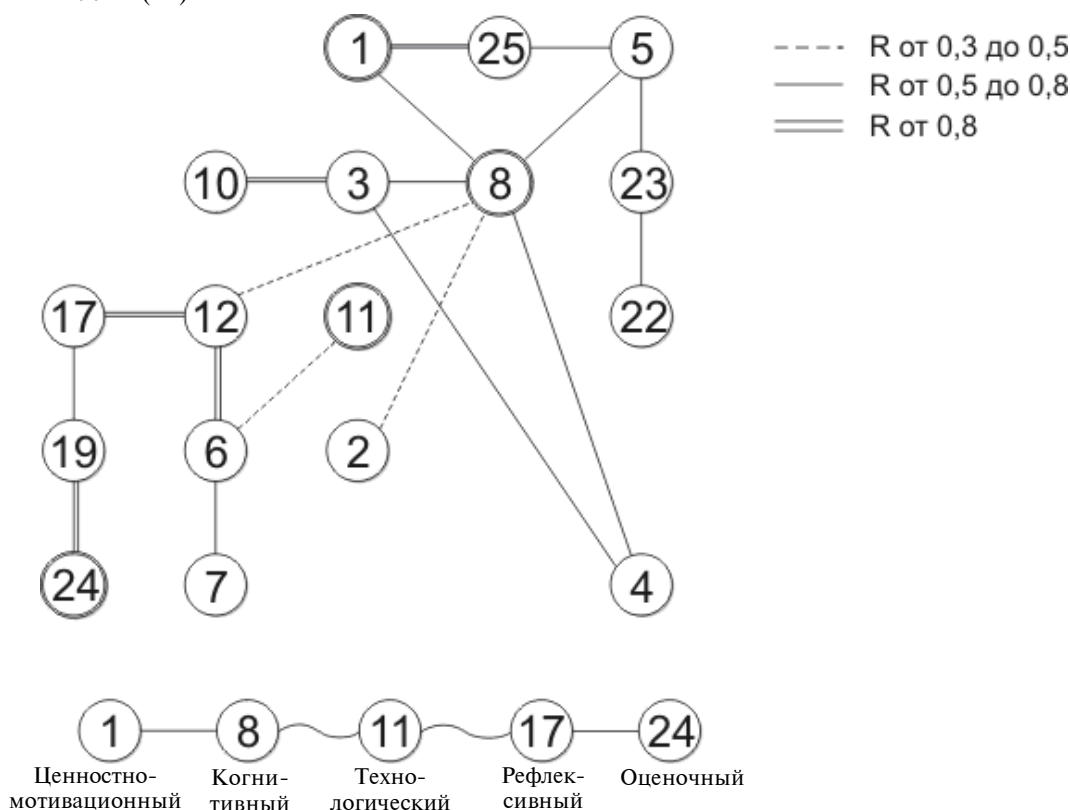 1 25 5
R от 0,3 до 0,5
R от 0,5 до 0,8
R от 0,8
10 3 8 23
17 12 11 22
19 6 2
24 7 4
1 8 11 17 24
Ценностно-
мотивационный
Когни-
тивный
Техно-
логический
Рефлек-
сивный
Оценочный